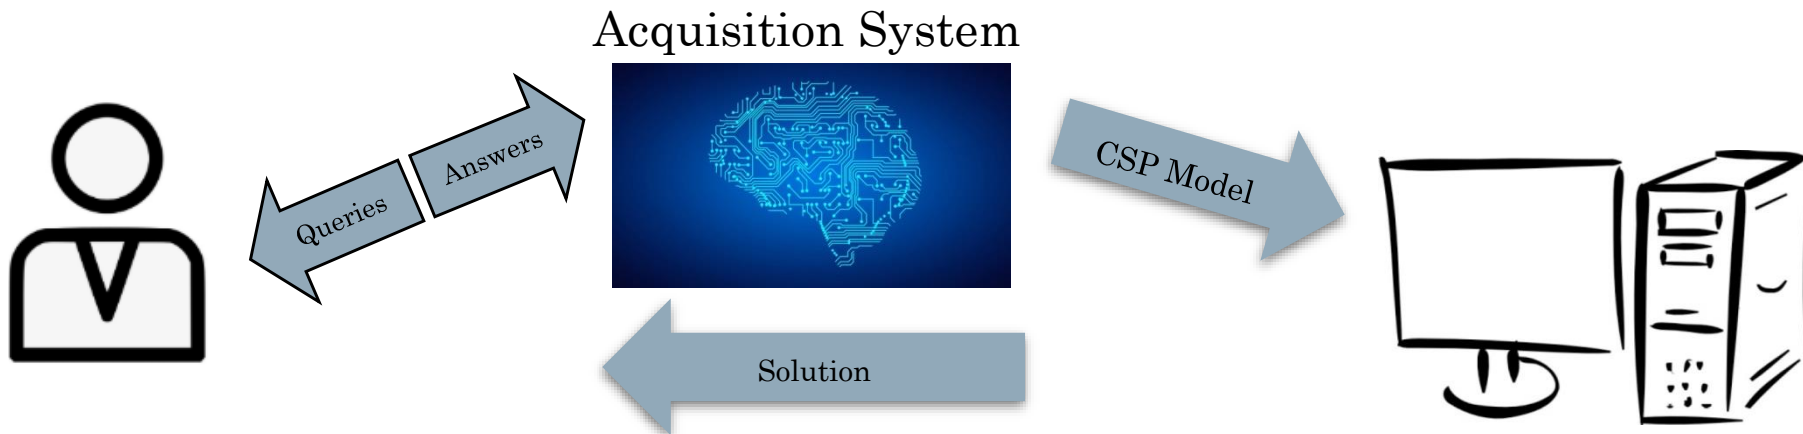 Acquisition System
Queries
Answers
CSP Model
Solution